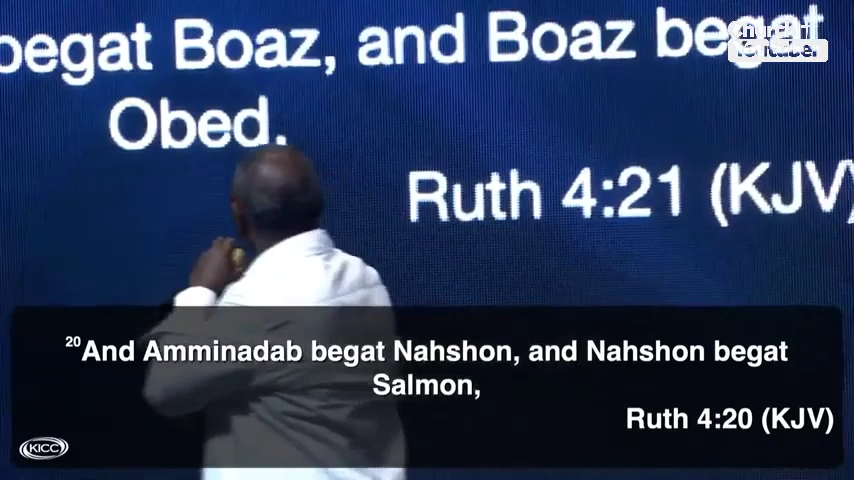 begat Boaz, and Boaz begat
Obed.
Ruth 4:21 (KJV)
20And Amminadab begat Nahshon, and Nahshon begat
Salmon,
Ruth 4:20 (KJV)
KICC